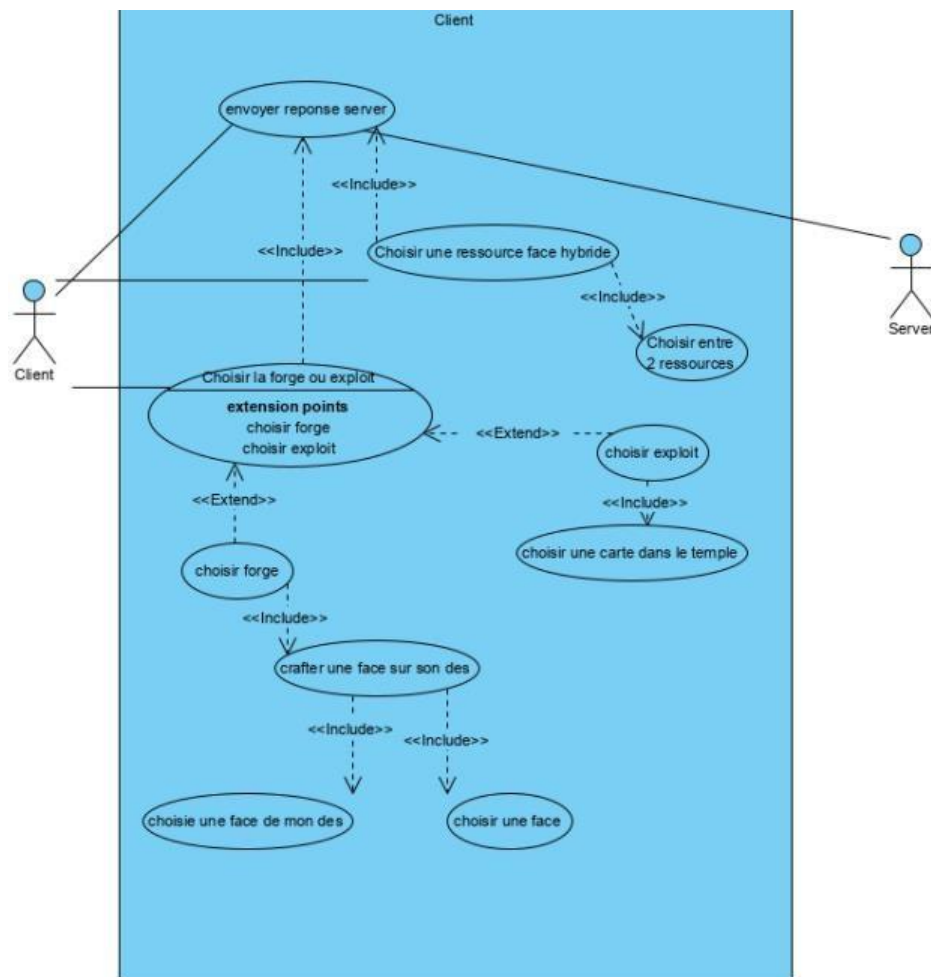 Client
envoyer reponse server
<<Include>>
<<Include>>
Choisir une ressource face hybride
<<Include>>
Server
Client
Choisir entre
2 ressources
Choisir la forge ou exploit
extension points
choisir forge
choisir exploit
<<Extend>>
choisir exploit
<<Extend>>
<<Include>>
choisir une carte dans le temple
choisir forge
<<Include>>
crafter une face sur son des
<<Include>>
<<Include>>
choisie une face de mon des
choisir une face